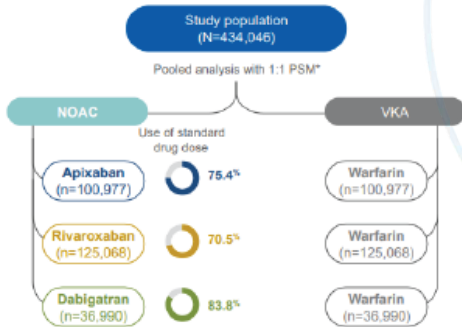 Study population
(N=434,046)
Pooled analysis with 1:1 PSM*
NOAC
VKA
Use of standard
drug dose
Apixaban
(n=100,977)
75.4%
Warfarin
(n=100,977)
Rivaroxaban
(n=125,068)
70.5%
Warfarin
(n=125,068)
Dabigatran
(n=36,990)
83.8%
Warfarin
(n=36,990)